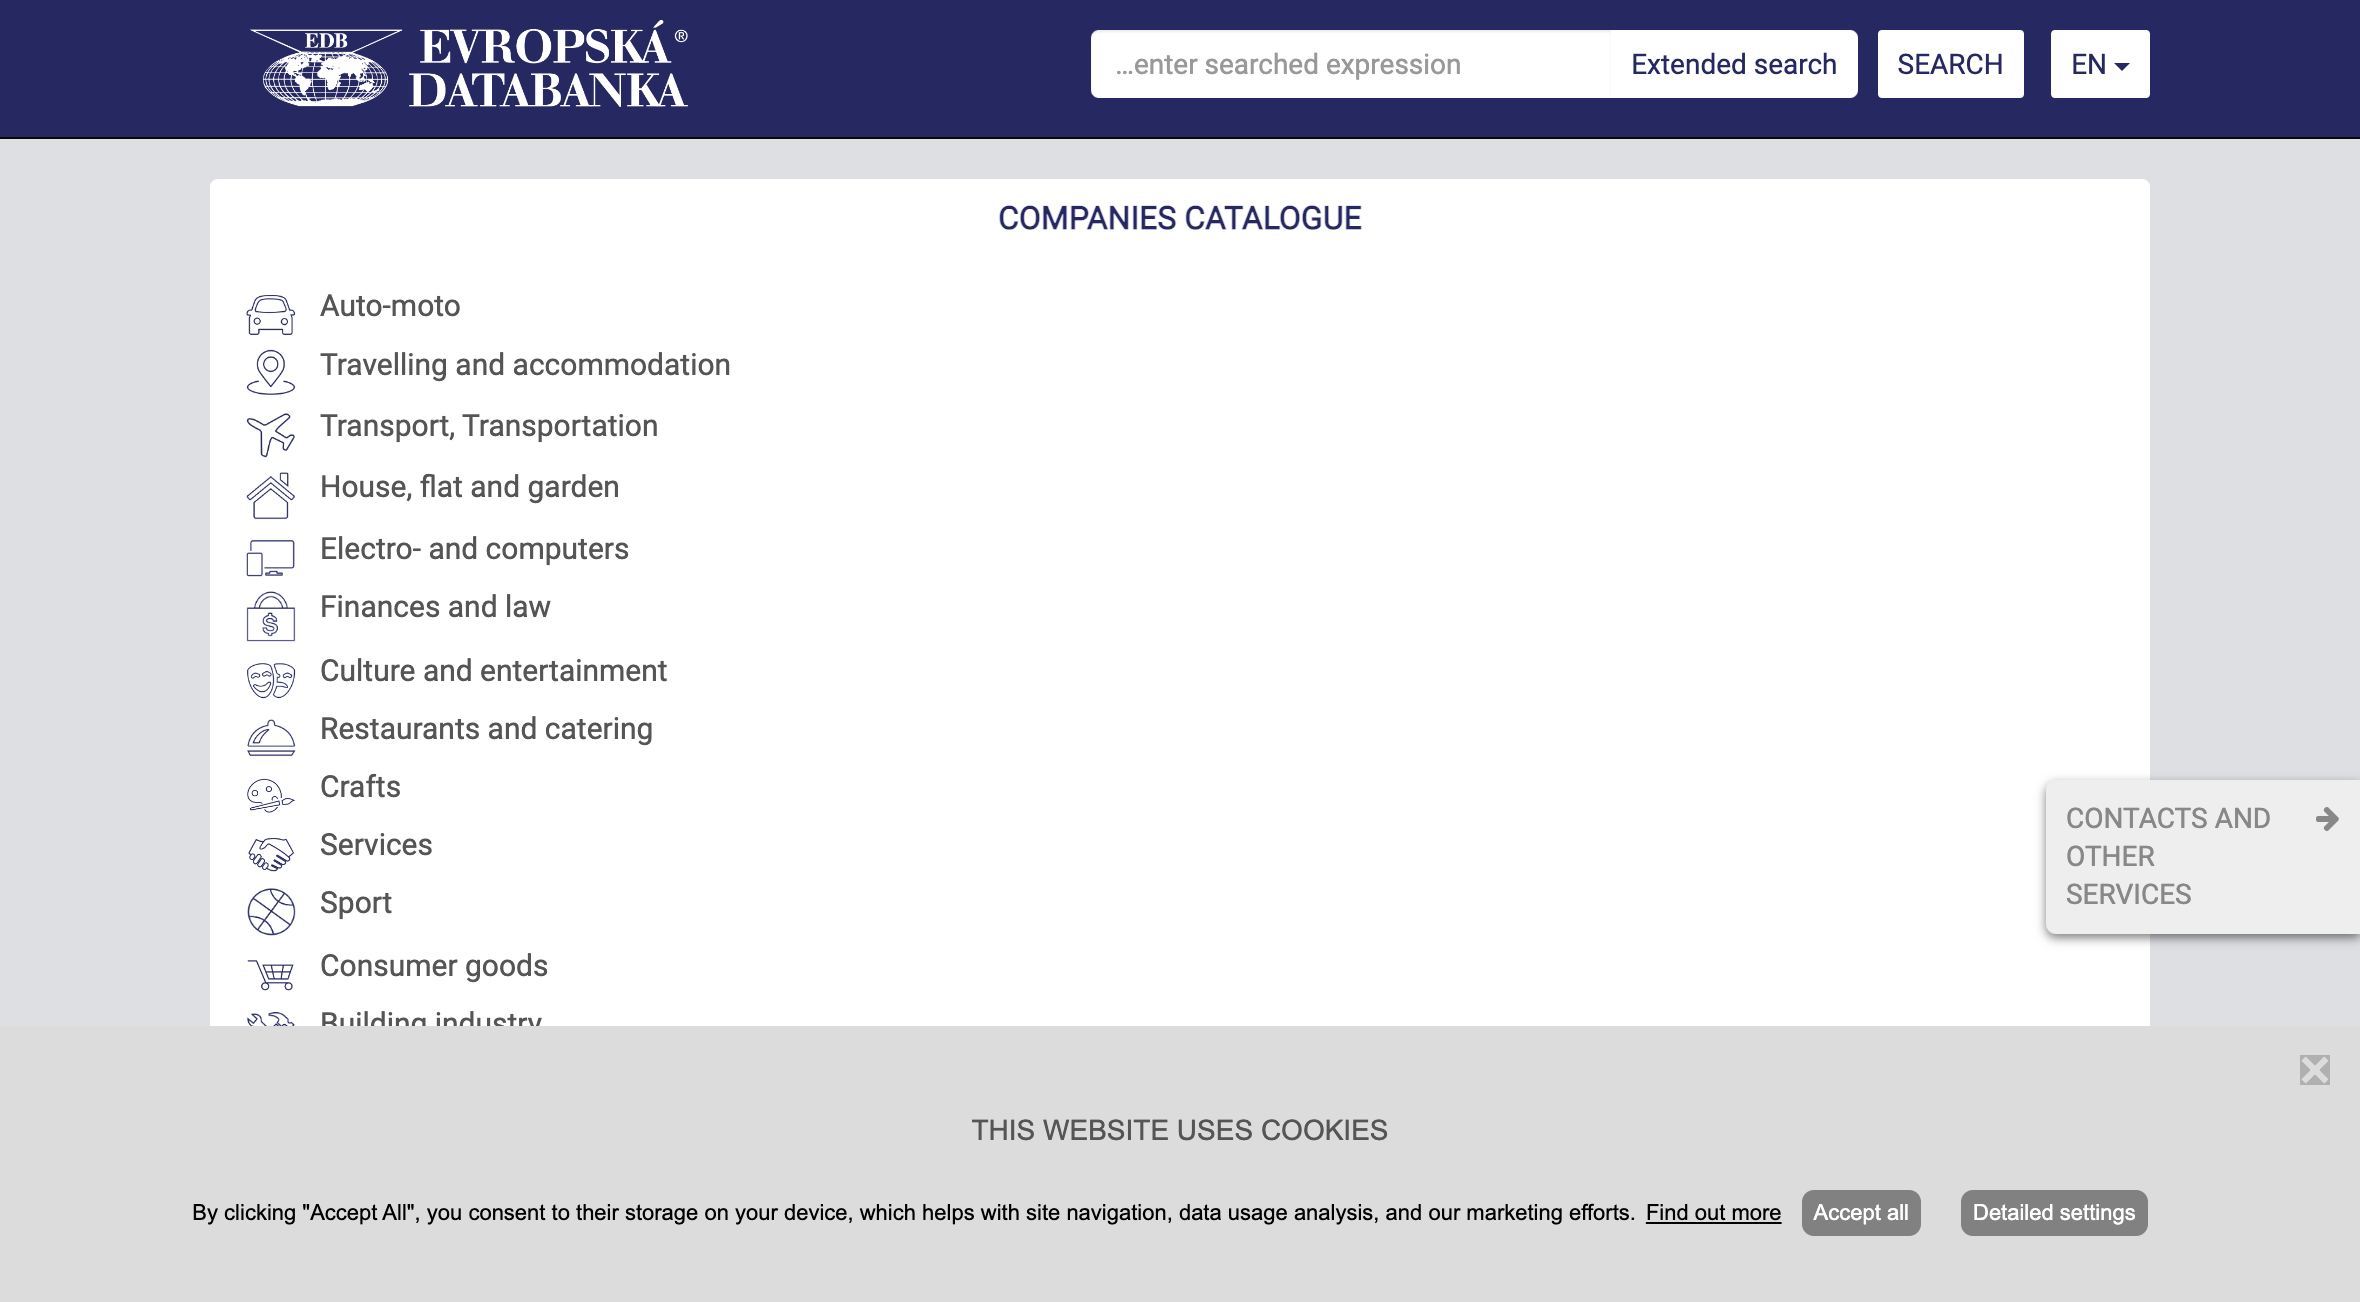 EDB
EVROPSKÁ®
DATABANKA
...enter searched expression
Extended search
SEARCH
EN
COMPANIES CATALOGUE
Auto-moto
Travelling and accommodation
Transport, Transportation
House, flat and garden
Electro- and computers
Finances and law
Culture and entertainment
Restaurants and catering
Crafts
Services
Sport
Consumer goods
Building industry
CONTACTS AND
OTHER
SERVICES
THIS WEBSITE USES COOKIES
By clicking "Accept All", you consent to their storage on your device, which helps with site navigation, data usage analysis, and our marketing efforts. Find out more
Accept all
Detailed settings